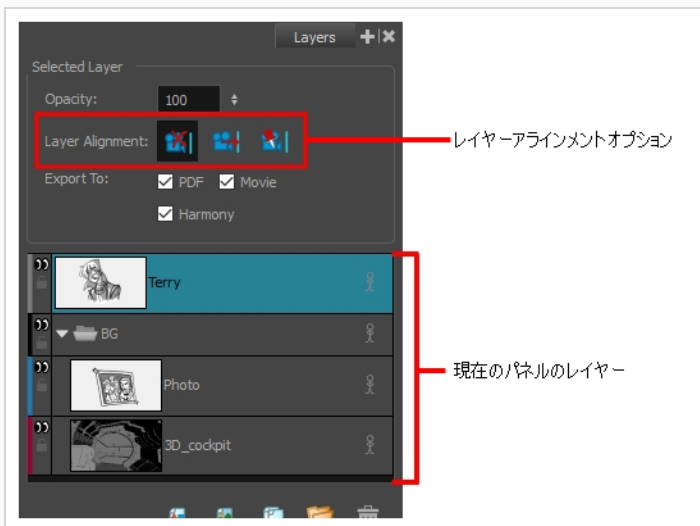 Layers
Selected Layer
Opacity: 100
Layer Alignment:
レイヤーアラインメントオプション
Export To: PDF Movie
Harmony
Terry
BG
Photo
現在のパネルのレイヤー
3D_cockpit